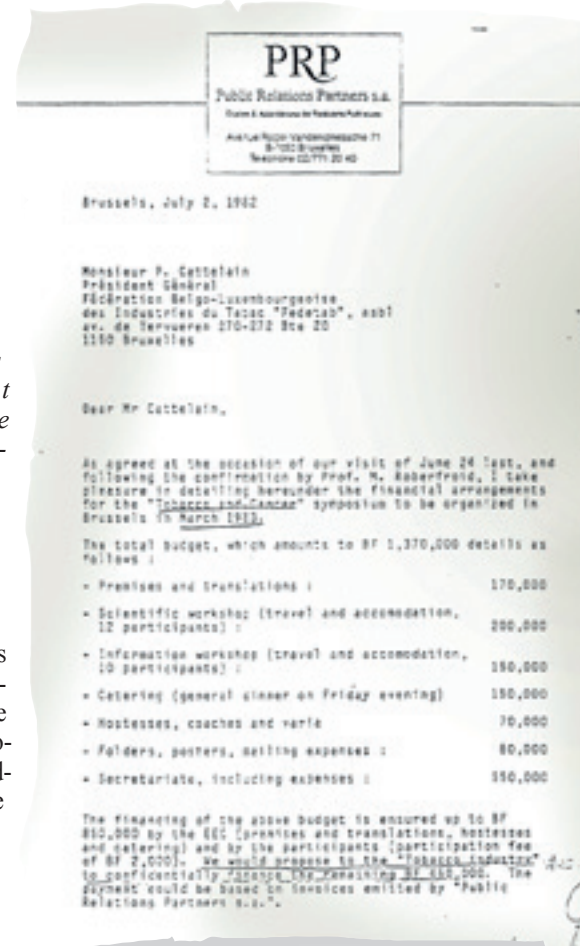 PRP
Public Relations Partners s.a.
Brussels, July 2, 1982
Monsieur P. Cattelain
Président Général
Fédération Belgo-Luxembourgeoise
des Industries du Tabac "Fedetab", asbl
av. de Tervueren 270-272 Bte 20
1150 Bruxelles
t
e
Dear Mr Cattelain,
As agreed at the occasion of our visit of June 24 last, and
following the confirmation by Prof. M. Roberfroid, I take
pleasure in detailing hereunder the financial arrangements
for the "Tobacco and Cancer" symposium to be organized in
Brussels in March 1983.
The total budget, which amounts to BF 1,370,000 details as
follows :
- Premises and translations : 170,000
- Scientific workshop (travel and accomodation,
12 participants) : 200,000
- Information workshop (travel and accomodation,
10 participants) : 150,000
- Catering (general dinner on Friday evening) 150,000
- Hostesses, coaches and varia 70,000
- Folders, posters, mailing expenses : 80,000
- Secretariate, including expenses : 550,000
s
-
e
o-
d-
e
The financing of the above budget is ensured up to BF
by the EEC (premises and translations, hostesses
and catering) and by the participants (participation fee
of BF 2,000). We would propose to the "Tobacco industry"
to confidentially finance the remaining BF The
payment could be based on invoices emitted by "Public
Relations Partners s.a.".